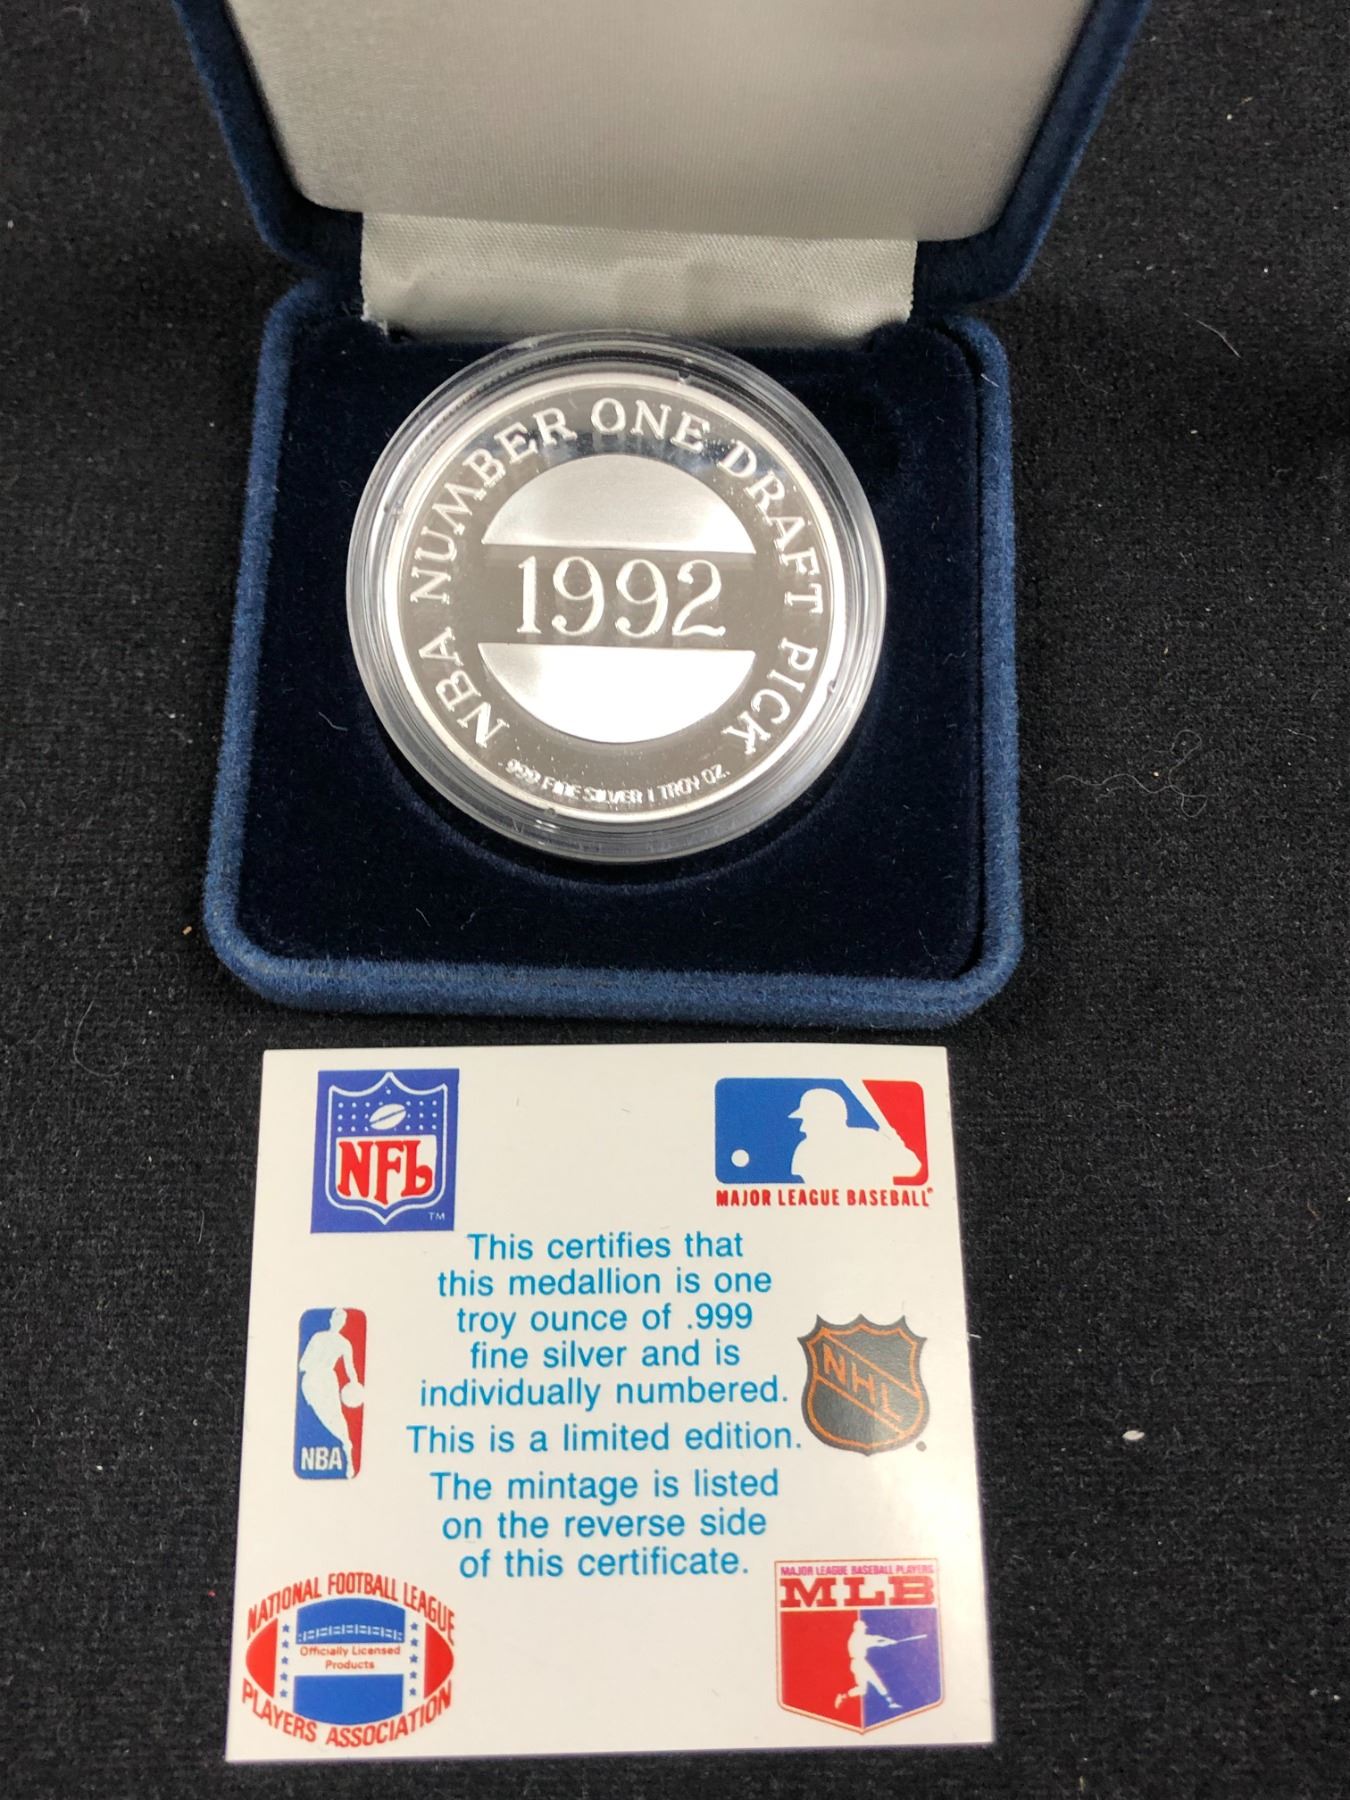 NBA NUMBER ONE DRAFT PICK
1992
.999 FINE SILVER 1 TROY OZ.
NFL
TM
MAJOR LEAGUE BASEBALL
This certifies that
this medallion is one
troy ounce of .999
fine silver and is
individually numbered.
This is a limited edition.
The mintage is listed
on the reverse side
of this certificate.
NBA
NHL
NATIONAL FOOTBALL LEAGUE
Officially Licensed
Products
PLAYERS ASSOCIATION
MAJOR LEAGUE BASEBALL PLAYERS
MLB